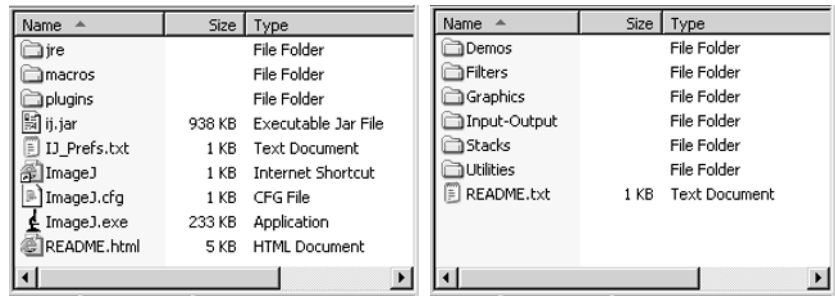 Name Size Type
jre File Folder
macros File Folder
plugins File Folder
ij.jar 938 KB Executable Jar File
IJ_Prefs.txt 1 KB Text Document
ImageJ 1 KB Internet Shortcut
ImageJ.cfg 1 KB CFG File
ImageJ.exe 233 KB Application
README.html 5 KB HTML Document
Name Size Type
Demos File Folder
Filters File Folder
Graphics File Folder
Input-Output File Folder
Stacks File Folder
Utilities File Folder
README.txt 1 KB Text Document